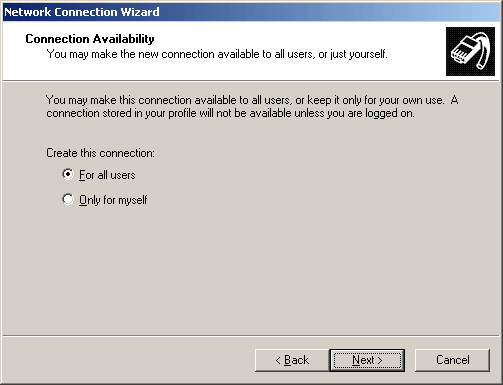 Network Connection Wizard
Connection Availability
You may make the new connection available to all users, or just yourself.
You may make this connection available to all users, or keep it only for your own use.  A
connection stored in your profile will not be available unless you are logged on.
Create this connection:
For all users
Only for myself
< Back
Next >
Cancel